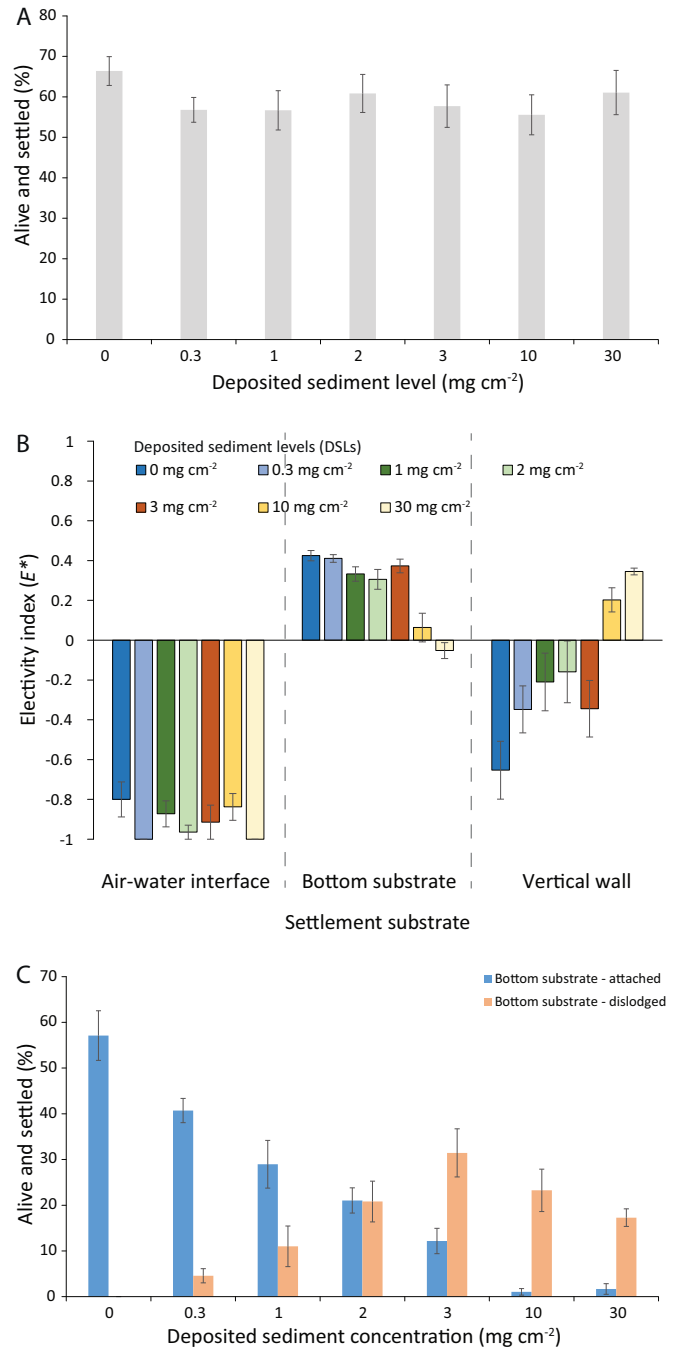 A
80
70
60
50
40
30
20
10
0
Alive and settled (%)
0 0.3 1 2 3 10 30
Deposited sediment level (mg cm⁻²)
B
1
0.8
0.6
0.4
0.2
0
-0.2
-0.4
-0.6
-0.8
-1
Electivity index (E*)
Deposited sediment levels (DSLs)
0 mg cm⁻² 0.3 mg cm⁻² 1 mg cm⁻² 2 mg cm⁻²
3 mg cm⁻² 10 mg cm⁻² 30 mg cm⁻²
Air-water interface Bottom substrate Vertical wall
Settlement substrate
C
70
60
50
40
30
20
10
0
Alive and settled (%)
Bottom substrate - attached
Bottom substrate - dislodged
0 0.3 1 2 3 10 30
Deposited sediment concentration (mg cm⁻²)